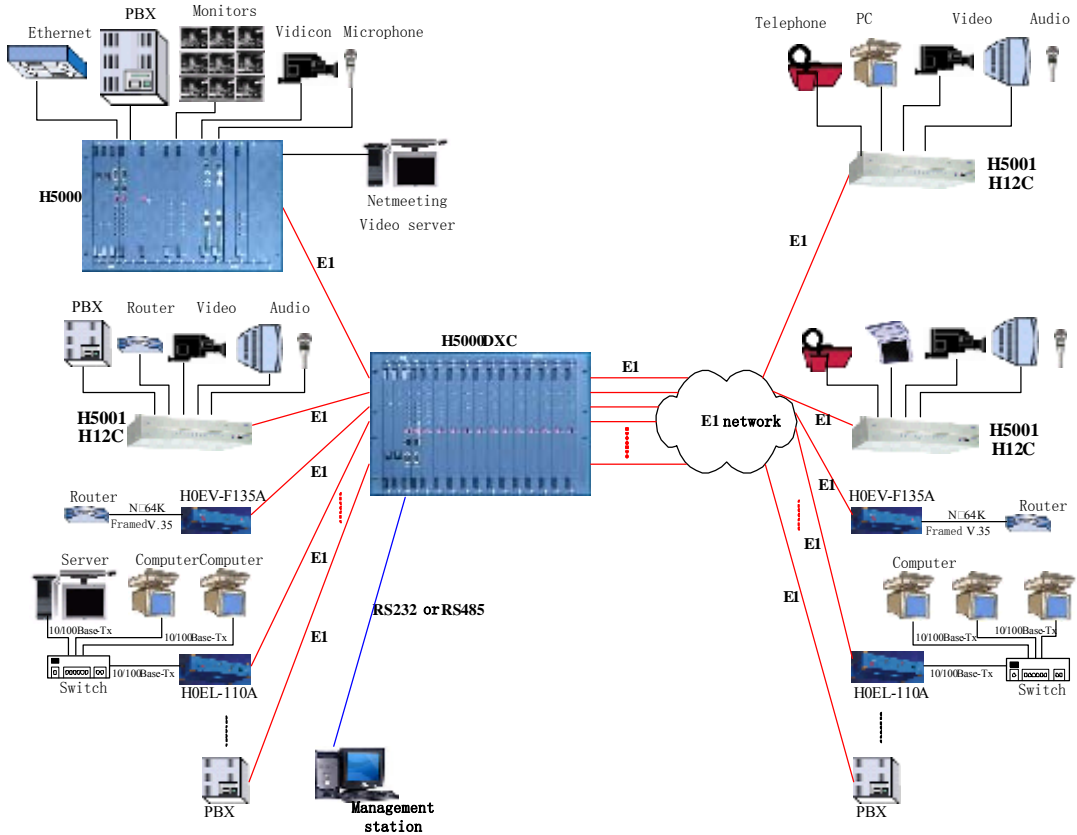 PBX
Monitors
Ethernet
Vidicon
Microphone
H5000
Netmeeting
Video server
E1
Telephone
PC
Video
Audio
H5001
H12C
E1
PBX
Router
Video
Audio
H5001
H12C
E1
H5000DXC
E1
E1 network
E1
H5001
H12C
Router
N□64K
Framed V.35
H0EV-F135A
E1
E1
H0EV-F135A
N□64K
Framed V.35
Router
Server
Computer
Computer
10/100Base-Tx
10/100Base-Tx
Switch
10/100Base-Tx
H0EL-110A
E1
E1
RS232 or RS485
E1
Computer
10/100Base-Tx
10/100Base-Tx
H0EL-110A
10/100Base-Tx
Switch
PBX
Management
station
PBX